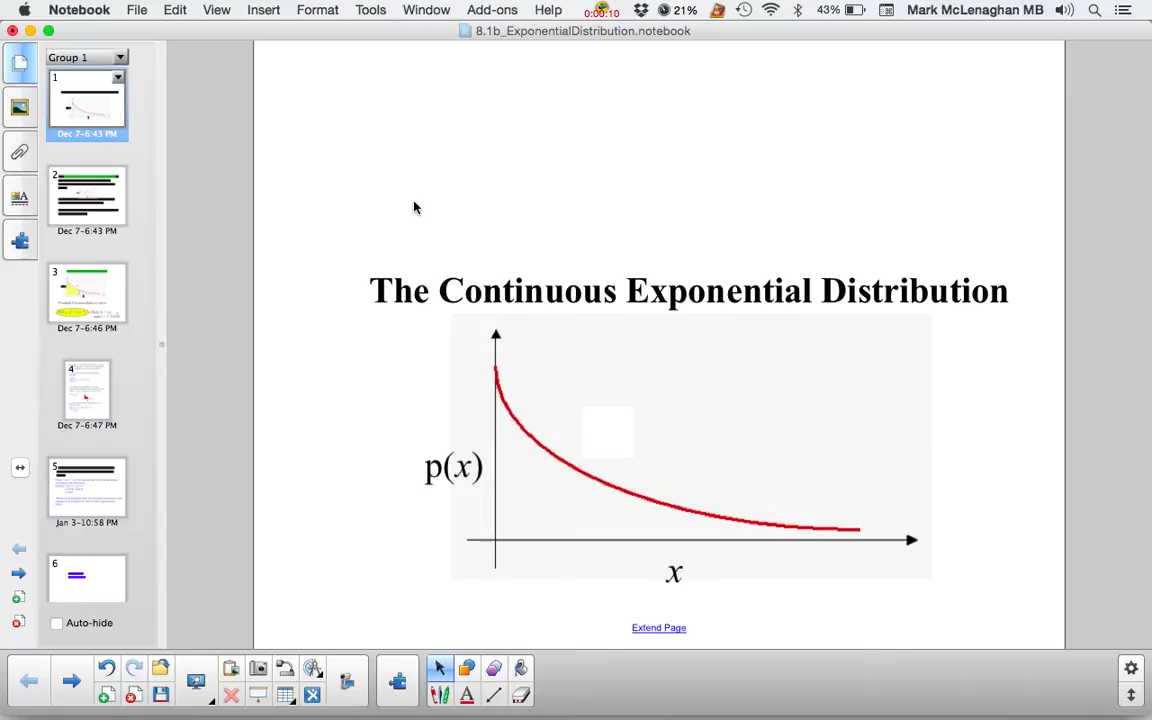 Notebook File Edit View Insert Format Tools Window Add-ons Help 0:00:10 21% 43% Mark McLenaghan MB
8.1b_ExponentialDistribution.notebook
Group 1
1
Dec 7-6:43 PM
2
Dec 7-6:43 PM
3
Dec 7-6:46 PM
4
Dec 7-6:47 PM
5
Jan 3-10:58 PM
6
Auto-hide
The Continuous Exponential Distribution
p(x)
x
Extend Page